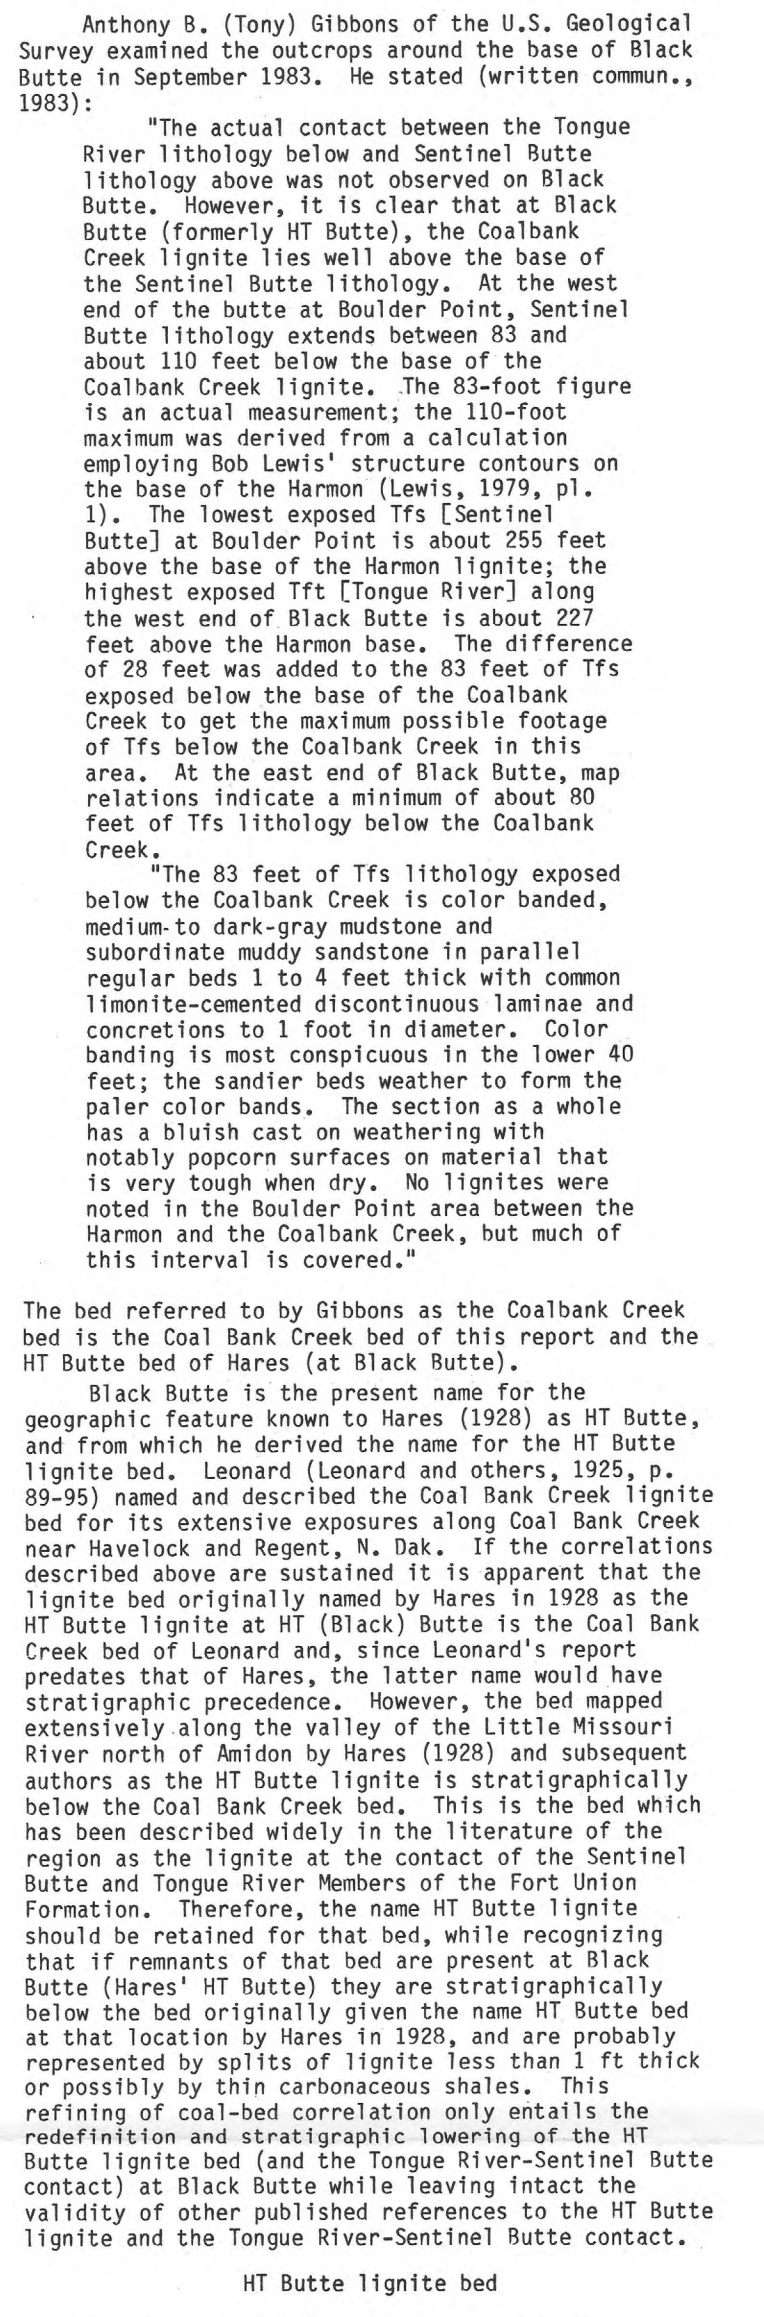 Anthony B. (Tony) Gibbons of the U.S. Geological
Survey examined the outcrops around the base of Black
Butte in September 1983. He stated (written commun.,
1983):
"The actual contact between the Tongue
River lithology below and Sentinel Butte
lithology above was not observed on Black
Butte. However, it is clear that at Black
Butte (formerly HT Butte), the Coalbank
Creek lignite lies well above the base of
the Sentinel Butte lithology. At the west
end of the butte at Boulder Point, Sentinel
Butte lithology extends between 83 and
about 110 feet below the base of the
Coalbank Creek lignite. The 83-foot figure
is an actual measurement; the 110-foot
maximum was derived from a calculation
employing Bob Lewis' structure contours on
the base of the Harmon (Lewis, 1979, pl.
1). The lowest exposed Tfs [Sentinel
Butte] at Boulder Point is about 255 feet
above the base of the Harmon lignite; the
highest exposed Tft [Tongue River] along
the west end of Black Butte is about 227
feet above the Harmon base. The difference
of 28 feet was added to the 83 feet of Tfs
exposed below the base of the Coalbank
Creek to get the maximum possible footage
of Tfs below the Coalbank Creek in this
area. At the east end of Black Butte, map
relations indicate a minimum of about 80
feet of Tfs lithology below the Coalbank
Creek.
"The 83 feet of Tfs lithology exposed
below the Coalbank Creek is color banded,
medium-to dark-gray mudstone and
subordinate muddy sandstone in parallel
regular beds 1 to 4 feet thick with common
limonite-cemented discontinuous laminae and
concretions to 1 foot in diameter. Color
banding is most conspicuous in the lower 40
feet; the sandier beds weather to form the
paler color bands. The section as a whole
has a bluish cast on weathering with
notably popcorn surfaces on material that
is very tough when dry. No lignites were
noted in the Boulder Point area between the
Harmon and the Coalbank Creek, but much of
this interval is covered."
The bed referred to by Gibbons as the Coalbank Creek
bed is the Coal Bank Creek bed of this report and the
HT Butte bed of Hares (at Black Butte).
Black Butte is the present name for the
geographic feature known to Hares (1928) as HT Butte,
and from which he derived the name for the HT Butte
lignite bed. Leonard (Leonard and others, 1925, p.
89-95) named and described the Coal Bank Creek lignite
bed for its extensive exposures along Coal Bank Creek
near Havelock and Regent, N. Dak. If the correlations
described above are sustained it is apparent that the
lignite bed originally named by Hares in 1928 as the
HT Butte lignite at HT (Black) Butte is the Coal Bank
Creek bed of Leonard and, since Leonard's report
predates that of Hares, the latter name would have
stratigraphic precedence. However, the bed mapped
extensively along the valley of the Little Missouri
River north of Amidon by Hares (1928) and subsequent
authors as the HT Butte lignite is stratigraphically
below the Coal Bank Creek bed. This is the bed which
has been described widely in the literature of the
region as the lignite at the contact of the Sentinel
Butte and Tongue River Members of the Fort Union
Formation. Therefore, the name HT Butte lignite
should be retained for that bed, while recognizing
that if remnants of that bed are present at Black
Butte (Hares' HT Butte) they are stratigraphically
below the bed originally given the name HT Butte bed
at that location by Hares in 1928, and are probably
represented by splits of lignite less than 1 ft thick
or possibly by thin carbonaceous shales. This
refining of coal-bed correlation only entails the
redefinition and stratigraphic lowering of the HT
Butte lignite bed (and the Tongue River-Sentinel Butte
contact) at Black Butte while leaving intact the
validity of other published references to the HT Butte
lignite and the Tongue River-Sentinel Butte contact.
HT Butte lignite bed